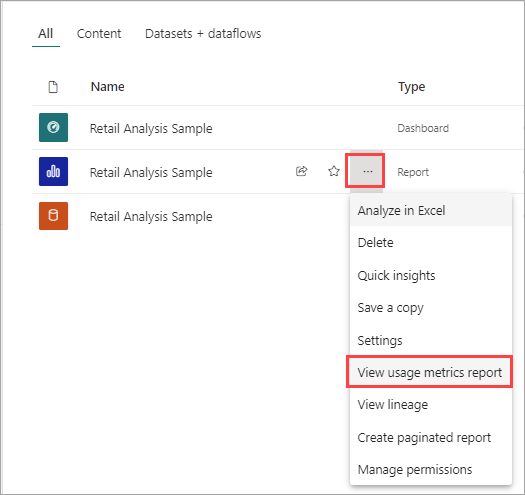 All Content Datasets + dataflows
Name Type
Retail Analysis Sample Dashboard
Retail Analysis Sample ... Report
Retail Analysis Sample
Analyze in Excel
Delete
Quick insights
Save a copy
Settings
View usage metrics report
View lineage
Create paginated report
Manage permissions